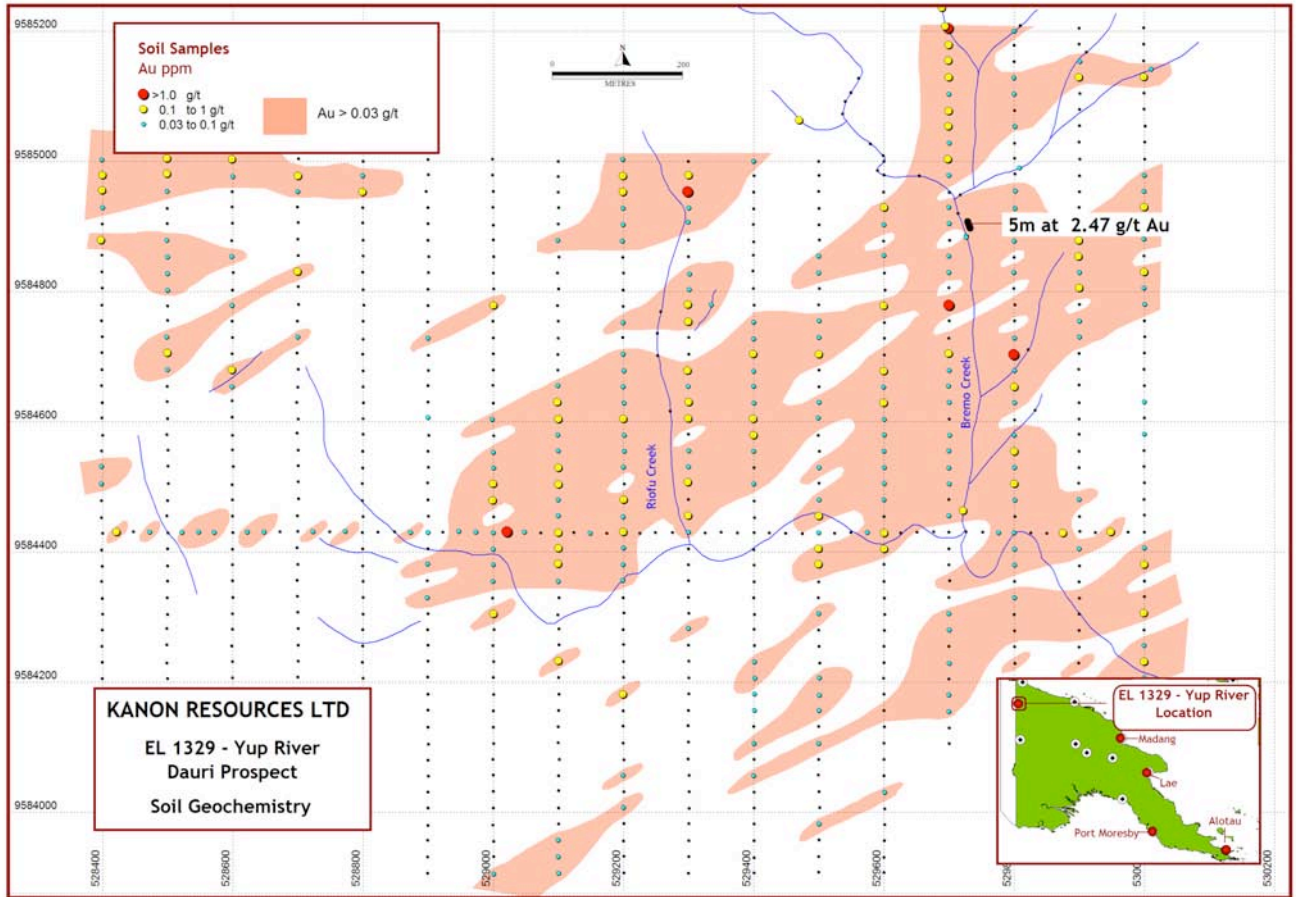 9585200
9585000
9584800
9584600
9584400
9584200
9584000
Soil Samples
Au ppm
>1.0 g/t
0.1 to 1 g/t
0.03 to 0.1 g/t
Au > 0.03 g/t
N
0 200
METRES
5m at 2.47 g/t Au
Riofu Creek
Bremo Creek
KANON RESOURCES LTD
EL 1329 - Yup River
Dauri Prospect
Soil Geochemistry
EL 1329 - Yup River
Location
Madang
Lae
Alotau
Port Moresby
528400
528600
528800
529000
529200
529400
529600
530200